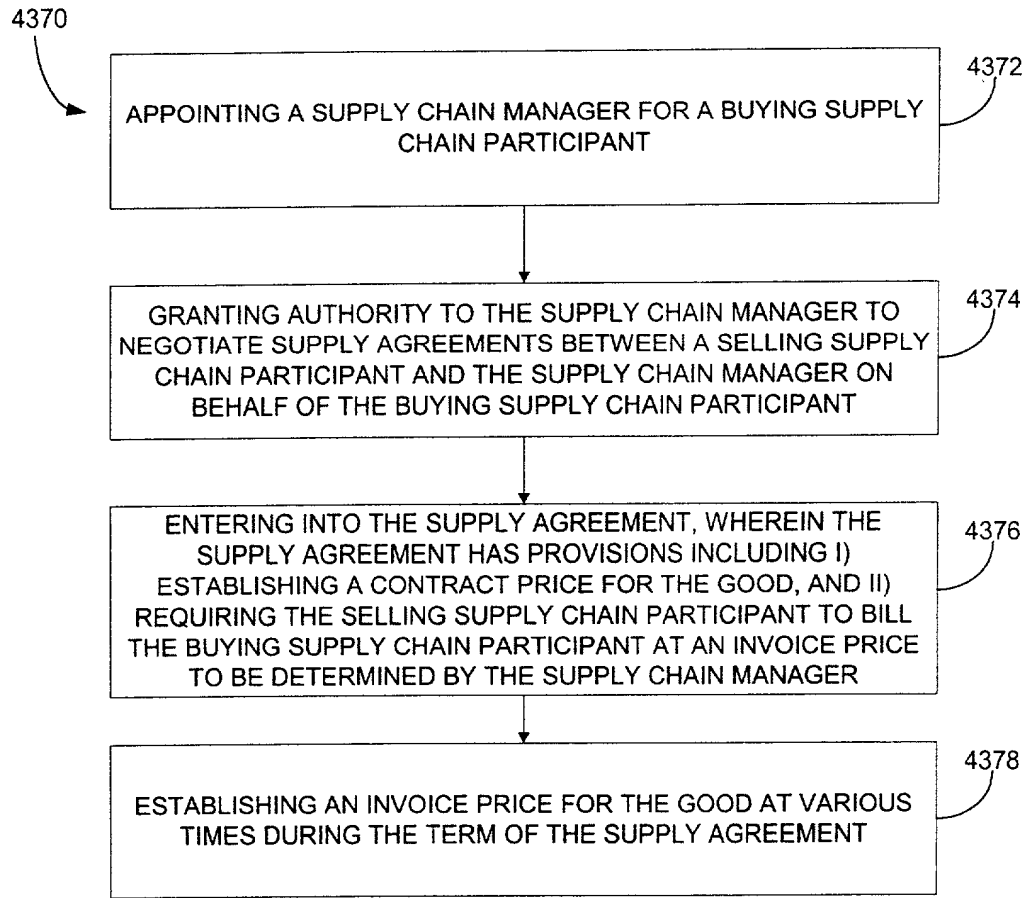 4370
4372
APPOINTING A SUPPLY CHAIN MANAGER FOR A BUYING SUPPLY
CHAIN PARTICIPANT
4374
GRANTING AUTHORITY TO THE SUPPLY CHAIN MANAGER TO
NEGOTIATE SUPPLY AGREEMENTS BETWEEN A SELLING SUPPLY
CHAIN PARTICIPANT AND THE SUPPLY CHAIN MANAGER ON
BEHALF OF THE BUYING SUPPLY CHAIN PARTICIPANT
4376
ENTERING INTO THE SUPPLY AGREEMENT, WHEREIN THE
SUPPLY AGREEMENT HAS PROVISIONS INCLUDING I)
ESTABLISHING A CONTRACT PRICE FOR THE GOOD, AND II)
REQUIRING THE SELLING SUPPLY CHAIN PARTICIPANT TO BILL
THE BUYING SUPPLY CHAIN PARTICIPANT AT AN INVOICE PRICE
TO BE DETERMINED BY THE SUPPLY CHAIN MANAGER
4378
ESTABLISHING AN INVOICE PRICE FOR THE GOOD AT VARIOUS
TIMES DURING THE TERM OF THE SUPPLY AGREEMENT